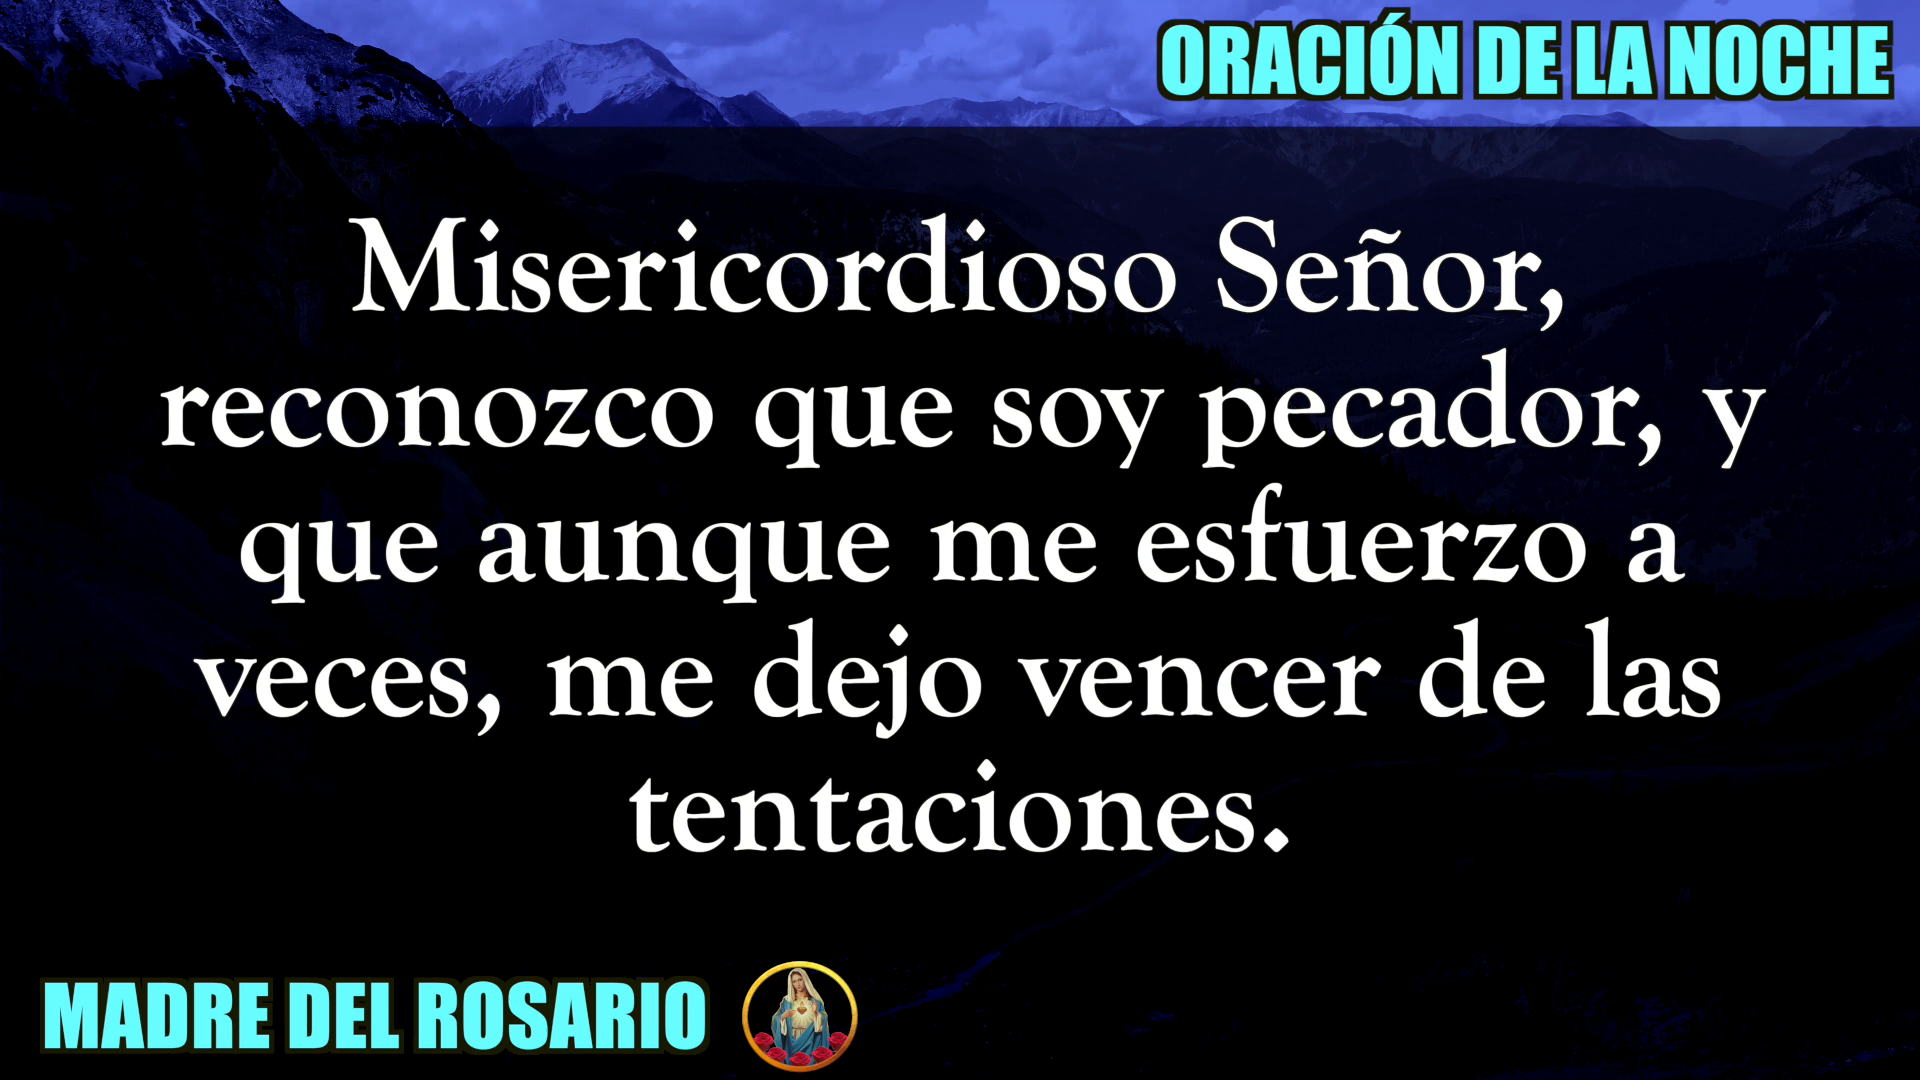 ORACIÓN DE LA NOCHE
Misericordioso Señor,
reconozco que soy pecador, y
que aunque me esfuerzo a
veces, me dejo vencer de las
tentaciones.
MADRE DEL ROSARIO